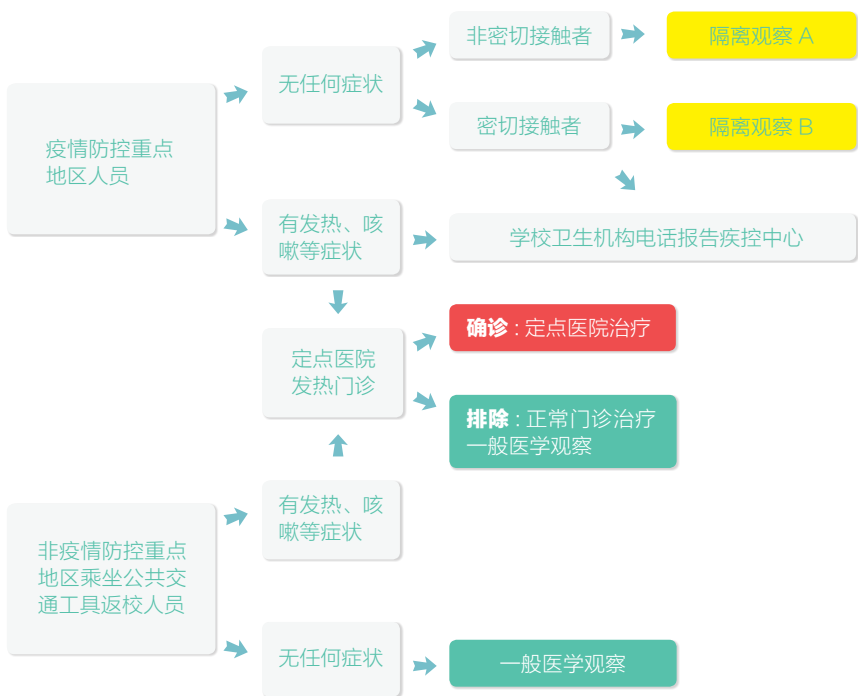 非密切接触者
隔离观察 A
无任何症状
密切接触者
隔离观察 B
疫情防控重点
地区人员
有发热、咳
嗽等症状
学校卫生机构电话报告疾控中心
确诊 : 定点医院治疗
定点医院
发热门诊
排除 : 正常门诊治疗
一般医学观察
有发热、咳
嗽等症状
非疫情防控重点
地区乘坐公共交
通工具返校人员
无任何症状
一般医学观察